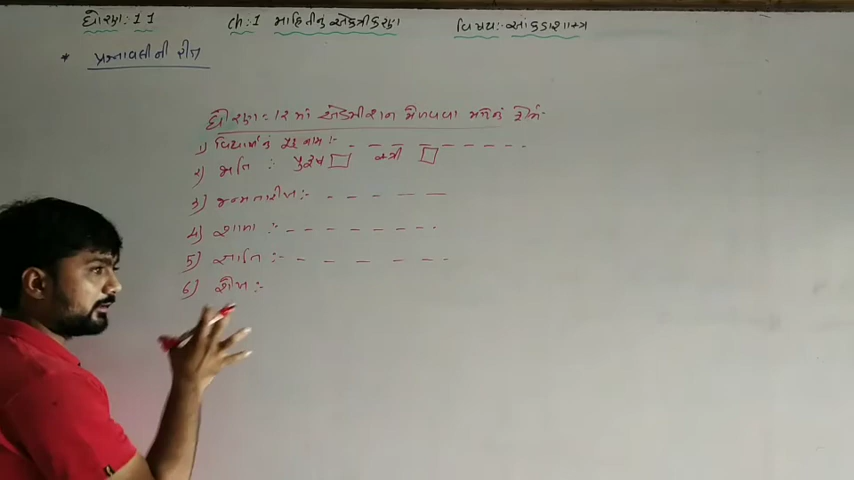 ધોરણ: 11 ch: 1 માહિતીનું એકત્રીકરણ વિષય: આંકડાશાસ્ત્ર
* પ્રશ્નાવલીની રીત
ધોરણ: 12 માં એડમીશન મેળવવા માટેનું ફોર્મ
1) વિદ્યાર્થીનું પુરૂ નામ :-
2) જાતિ : પુરૂષ સ્ત્રી
3) જન્મતારીખ :-
4) શાળા :-
5) જ્ઞાતિ :-
6) શોખ :-